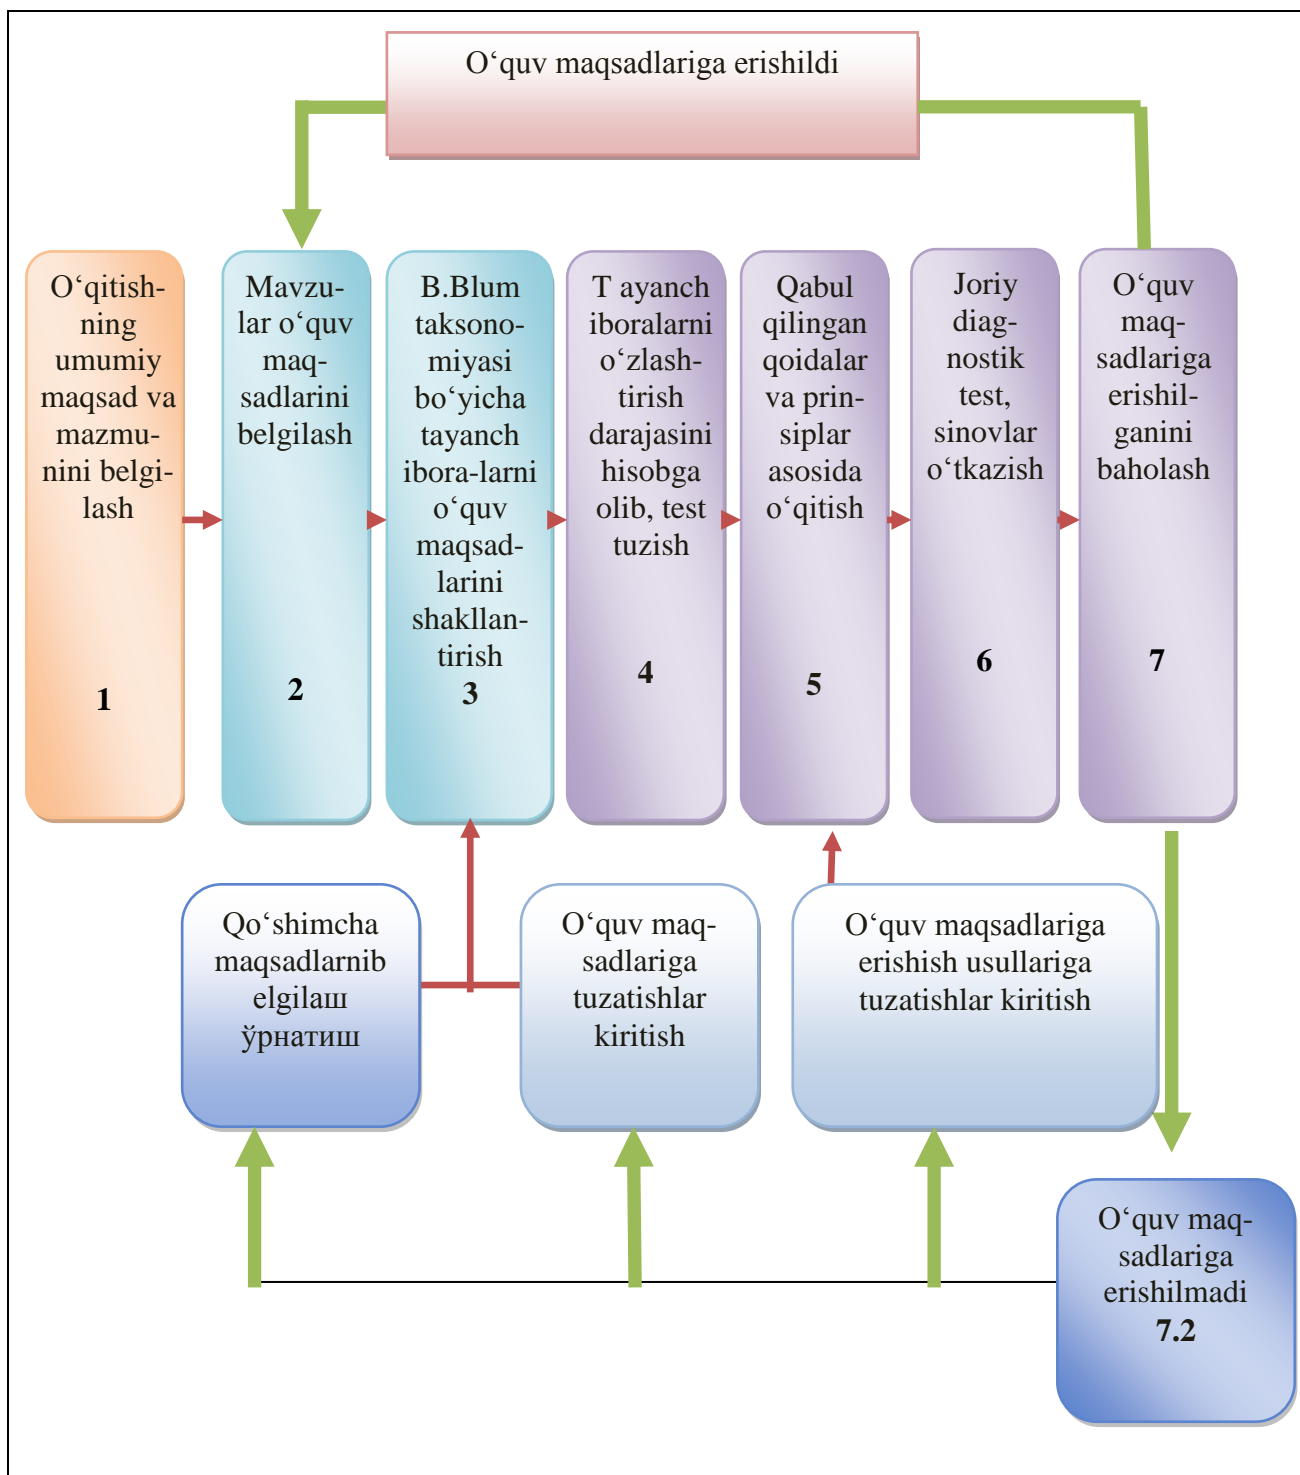 O‘quv maqsadlariga erishildi
O‘qitish-
ning
umumiy
maqsad va
mazmu-
nini belgi-
lash
1
Mavzu-
lar o‘quv
maq-
sadlarini
belgilash
2
B.Blum
taksono-
miyasi
bo‘yicha
tayanch
ibora-larni
o‘quv
maqsad-
larini
shakllan-
tirish
3
T ayanch
iboralarni
o‘zlash-
tirish
darajasini
hisobga
olib, test
tuzish
4
Qabul
qilingan
qoidalar
va prin-
siplar
asosida
o‘qitish
5
Joriy
diag-
nostik
test,
sinovlar
o‘tkazish
6
O‘quv
maq-
sadlariga
erishil-
ganini
baholash
7
Qo‘shimcha
maqsadlarnib
elgilaш
ўрнатиш
O‘quv maq-
sadlariga
tuzatishlar
kiritish
O‘quv maqsadlariga
erishish usullariga
tuzatishlar kiritish
O‘quv maq-
sadlariga
erishilmadi
7.2